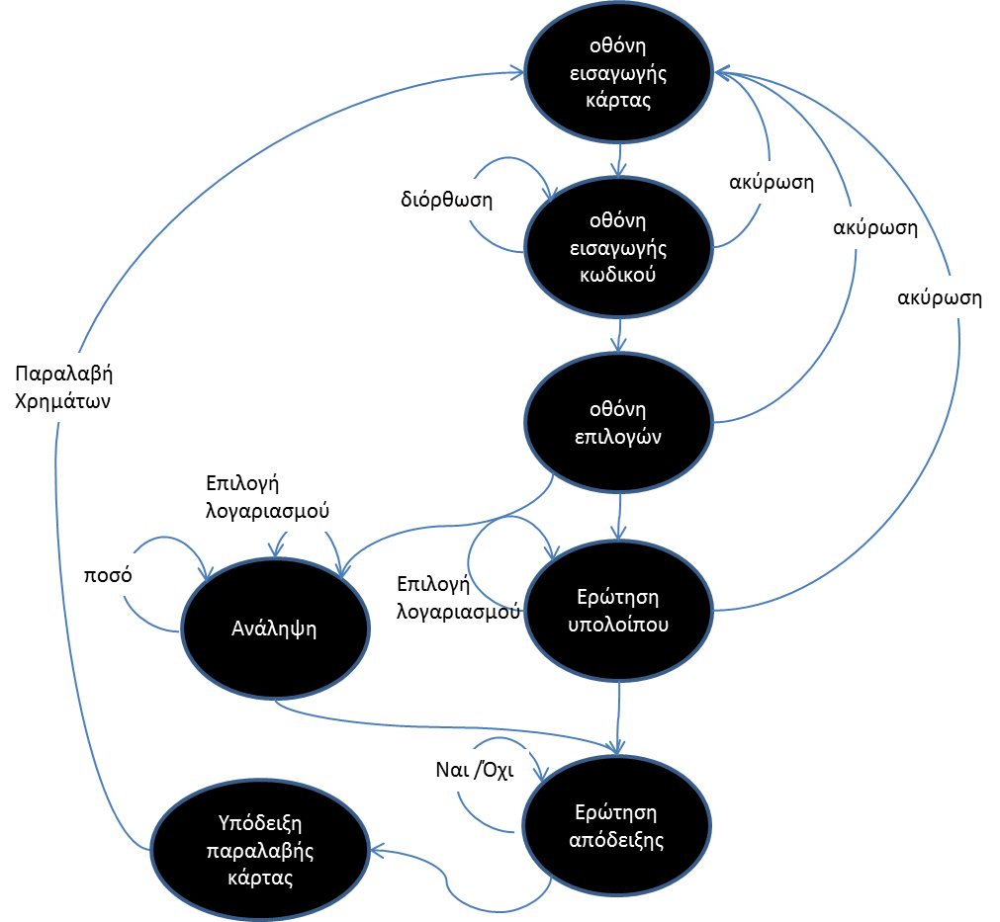 οθόνη
εισαγωγής
κάρτας
ακύρωση
διόρθωση
οθόνη
εισαγωγής
κωδικού
ακύρωση
ακύρωση
Παραλαβή
Χρημάτων
οθόνη
επιλογών
Επιλογή
λογαριασμού
ποσό
Επιλογή
λογαριασμού
Ερώτηση
υπολοίπου
Ανάληψη
Ναι /Όχι
Ερώτηση
απόδειξης
Υπόδειξη
παραλαβής
κάρτας